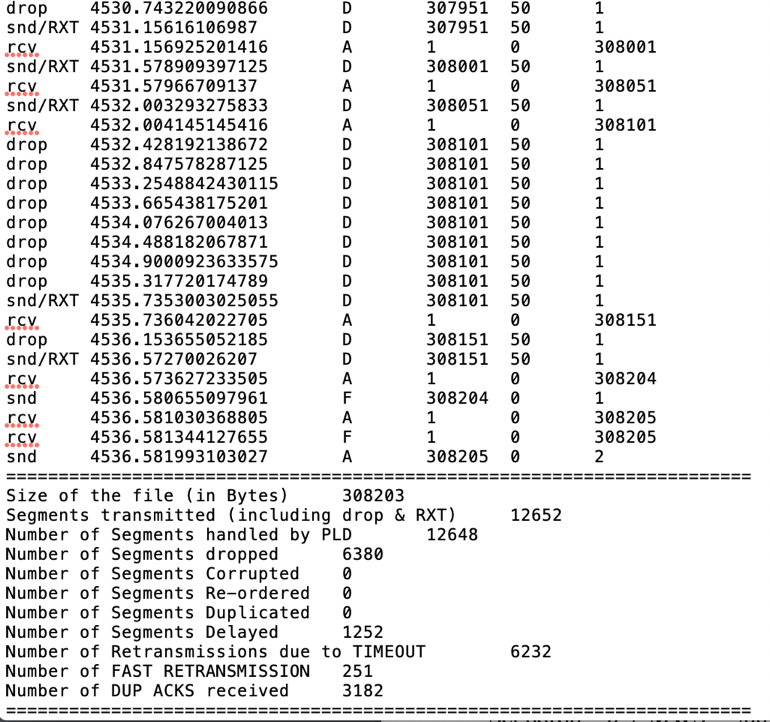 drop 4530.743220090866 D 307951 50 1
snd/RXT 4531.15616106987 D 307951 50 1
rcv 4531.156925201416 A 1 0 308001
snd/RXT 4531.578909397125 D 308001 50 1
rcv 4531.57966709137 A 1 0 308051
snd/RXT 4532.003293275833 D 308051 50 1
rcv 4532.004145145416 A 1 0 308101
drop 4532.428192138672 D 308101 50 1
drop 4532.847578287125 D 308101 50 1
drop 4533.2548842430115 D 308101 50 1
drop 4533.665438175201 D 308101 50 1
drop 4534.076267004013 D 308101 50 1
drop 4534.488182067871 D 308101 50 1
drop 4534.9000923633575 D 308101 50 1
drop 4535.317720174789 D 308101 50 1
snd/RXT 4535.7353003025055 D 308101 50 1
rcv 4535.736042022705 A 1 0 308151
drop 4536.153655052185 D 308151 50 1
snd/RXT 4536.57270026207 D 308151 50 1
rcv 4536.573627233505 A 1 0 308204
snd 4536.580655097961 F 308204 0 1
rcv 4536.581030368805 A 1 0 308205
rcv 4536.581344127655 F 1 0 308205
snd 4536.581993103027 A 308205 0 2
=======================================================================
Size of the file (in Bytes) 308203
Segments transmitted (including drop & RXT) 12652
Number of Segments handled by PLD 12648
Number of Segments dropped 6380
Number of Segments Corrupted 0
Number of Segments Re-ordered 0
Number of Segments Duplicated 0
Number of Segments Delayed 1252
Number of Retransmissions due to TIMEOUT 6232
Number of FAST RETRANSMISSION 251
Number of DUP ACKS received 3182
=======================================================================